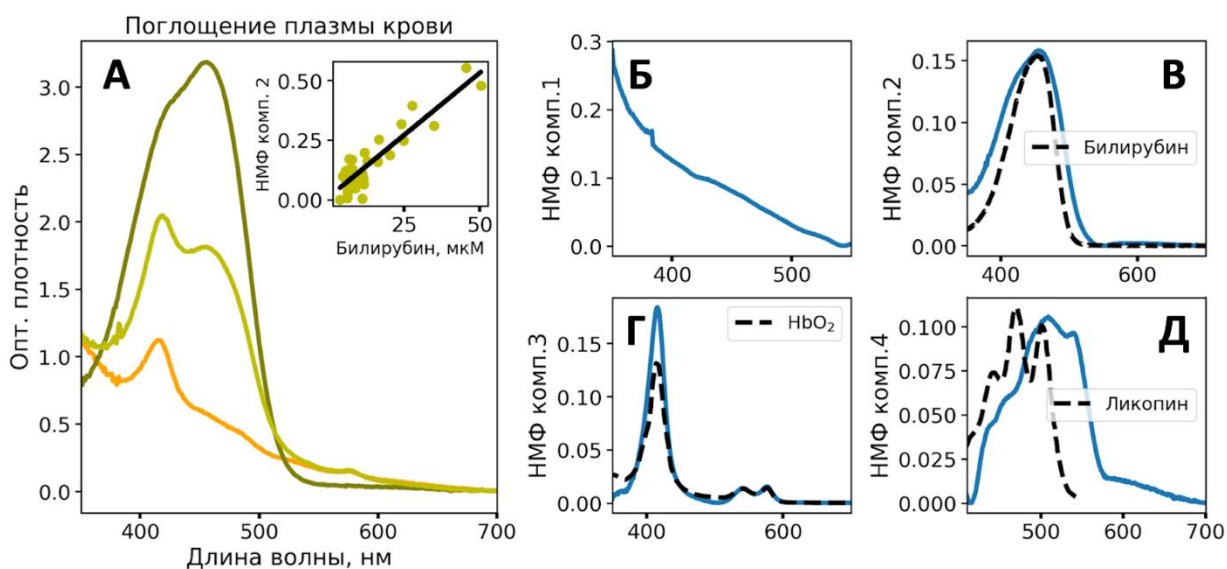 Поглощение плазмы крови
А
Опт. плотность
3.0
2.5
2.0
1.5
1.0
0.5
0.0
400
500
600
700
Длина волны, нм
НМФ комп. 2
0.50
0.25
0.00
25
50
Билирубин, мкМ
Б
НМФ комп.1
0.3
0.2
0.1
0.0
400
500
В
НМФ комп.2
0.15
0.10
0.05
0.00
400
600
Билирубин
Г
НМФ комп.3
0.15
0.10
0.05
0.00
400
600
HbO₂
Д
НМФ комп.4
0.100
0.075
0.050
0.025
0.000
500
600
700
Ликопин